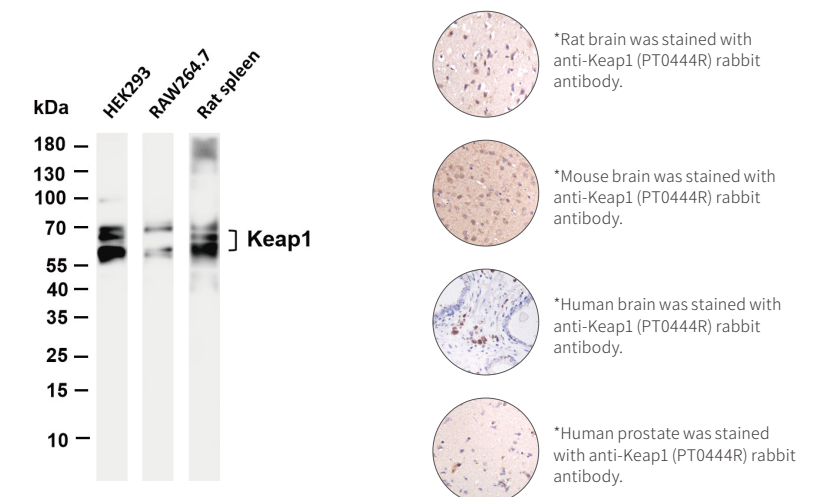 kDa
HEK293
RAW264.7
Rat spleen
180
130
100
70
55
40
35
25
15
10
Keap1
*Rat brain was stained with
anti-Keap1 (PT0444R) rabbit
antibody.
*Mouse brain was stained with
anti-Keap1 (PT0444R) rabbit
antibody.
*Human brain was stained with
anti-Keap1 (PT0444R) rabbit
antibody.
*Human prostate was stained
with anti-Keap1 (PT0444R) rabbit
antibody.